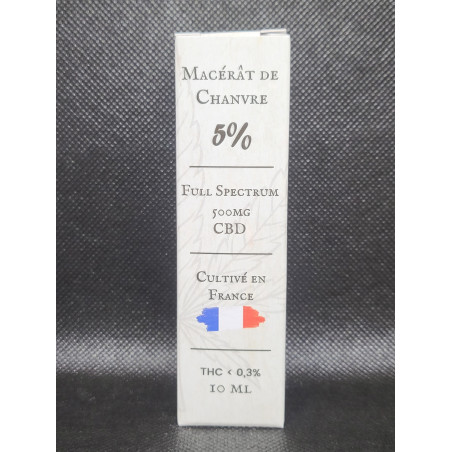 Macérât de
Chanvre
5%
Full Spectrum
500mg
CBD
Cultivé en
France
THC < 0,3%
10 ml